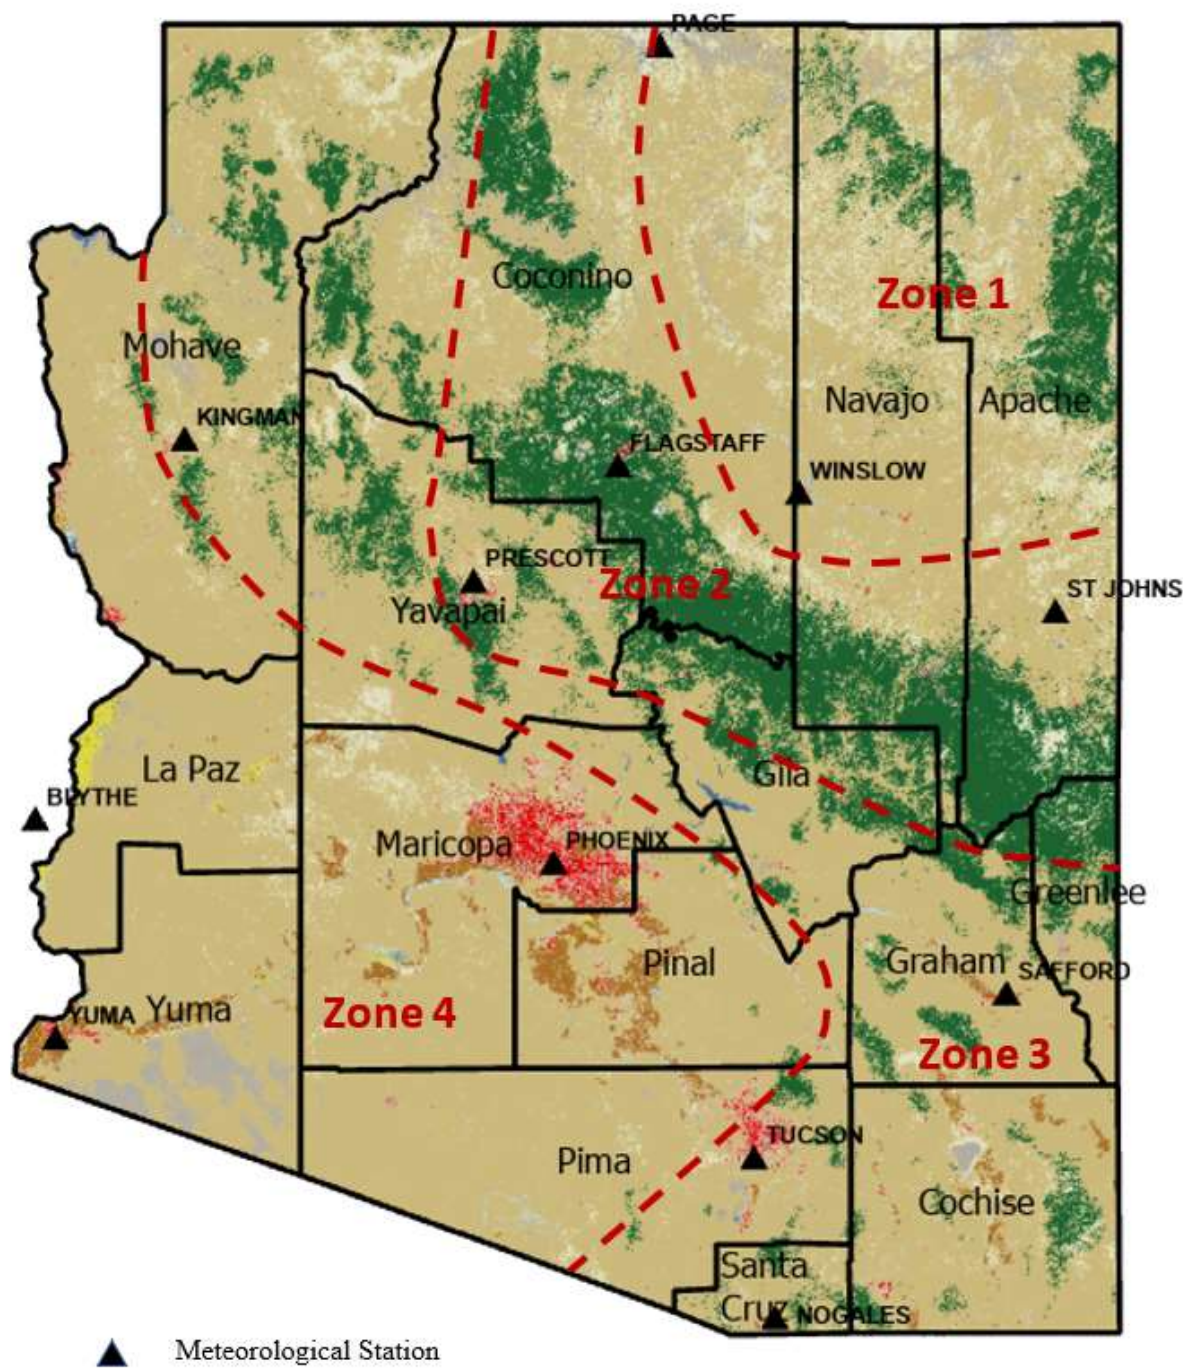 PAGE
Coconino
Zone 1
Mohave
Navajo
Apache
KINGMAN
FLAGSTAFF
WINSLOW
PRESCOTT
Zone 2
ST JOHNS
Yavapai
La Paz
Gila
BLYTHE
Maricopa
PHOENIX
Greenlee
Pinal
Graham
SAFFORD
YUMA
Yuma
Zone 4
Zone 3
TUCSON
Pima
Cochise
Santa
Cruz
NOGALES
Meteorological Station